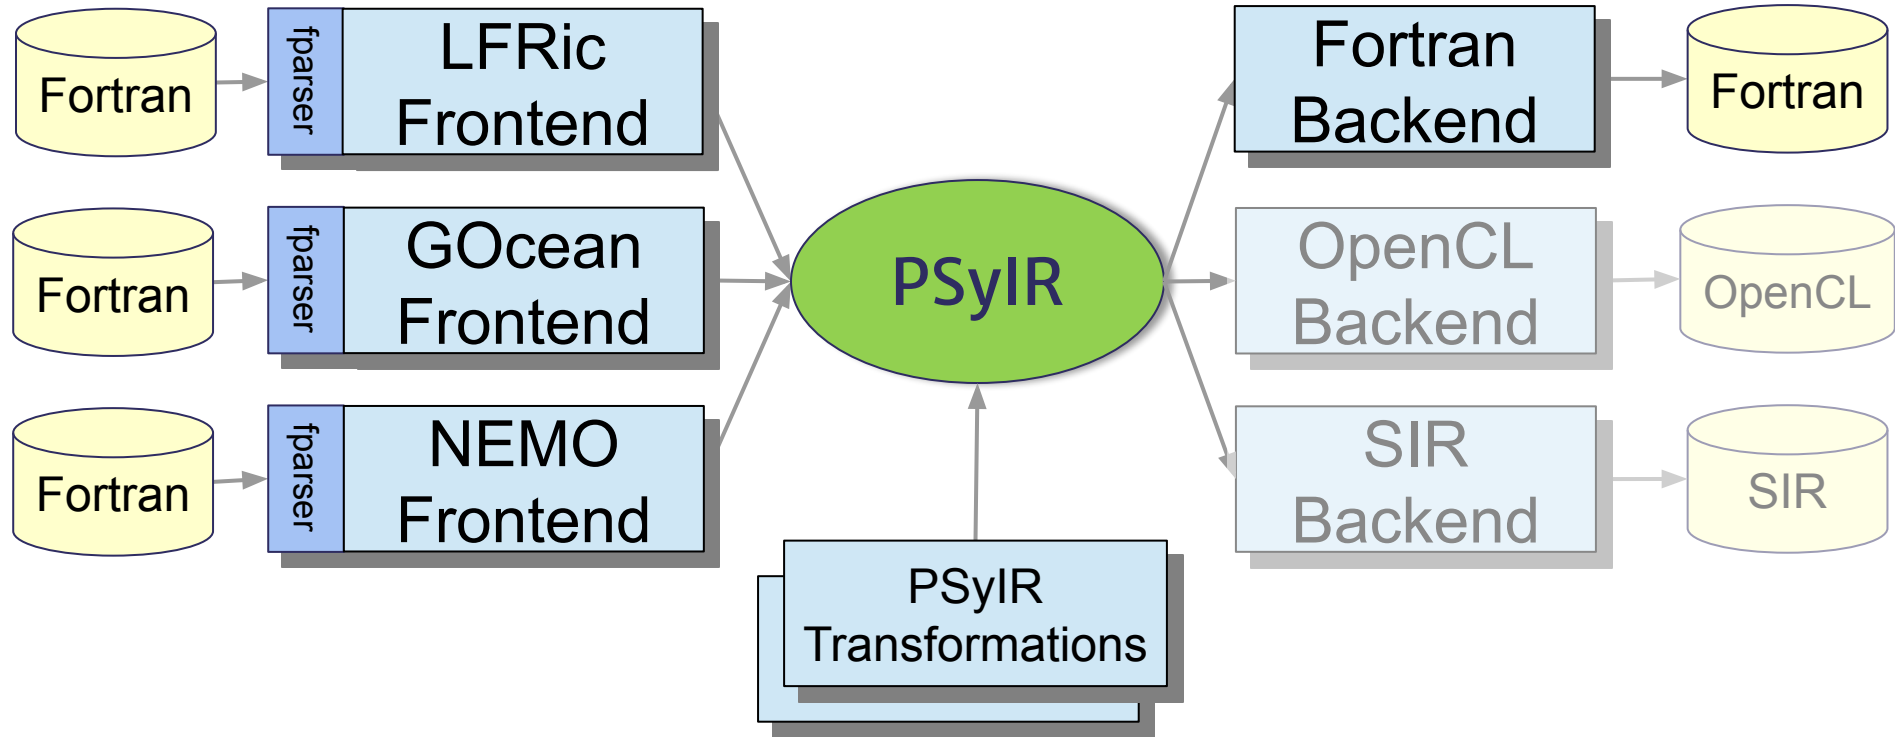 Fortran
fparser
LFRic
Frontend
Fortran
fparser
GOcean
Frontend
Fortran
fparser
NEMO
Frontend
PSyIR
PSyIR
Transformations
Fortran
Backend
Fortran
OpenCL
Backend
OpenCL
SIR
Backend
SIR